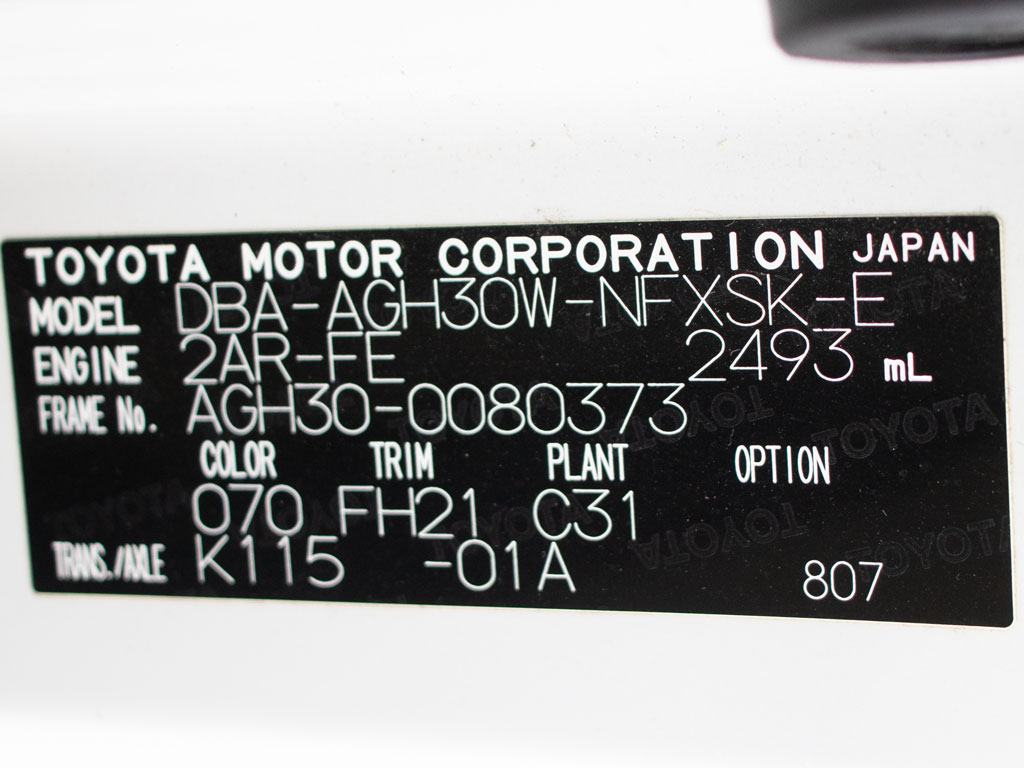 TOYOTA MOTOR CORPORATION JAPAN
MODEL DBA-AGH30W-NFXSK-E
ENGINE 2AR-FE 2493 mL
FRAME No. AGH30-0080373
COLOR TRIM PLANT OPTION
070 FH21 C31
TRANS./AXLE K115 -01A 807